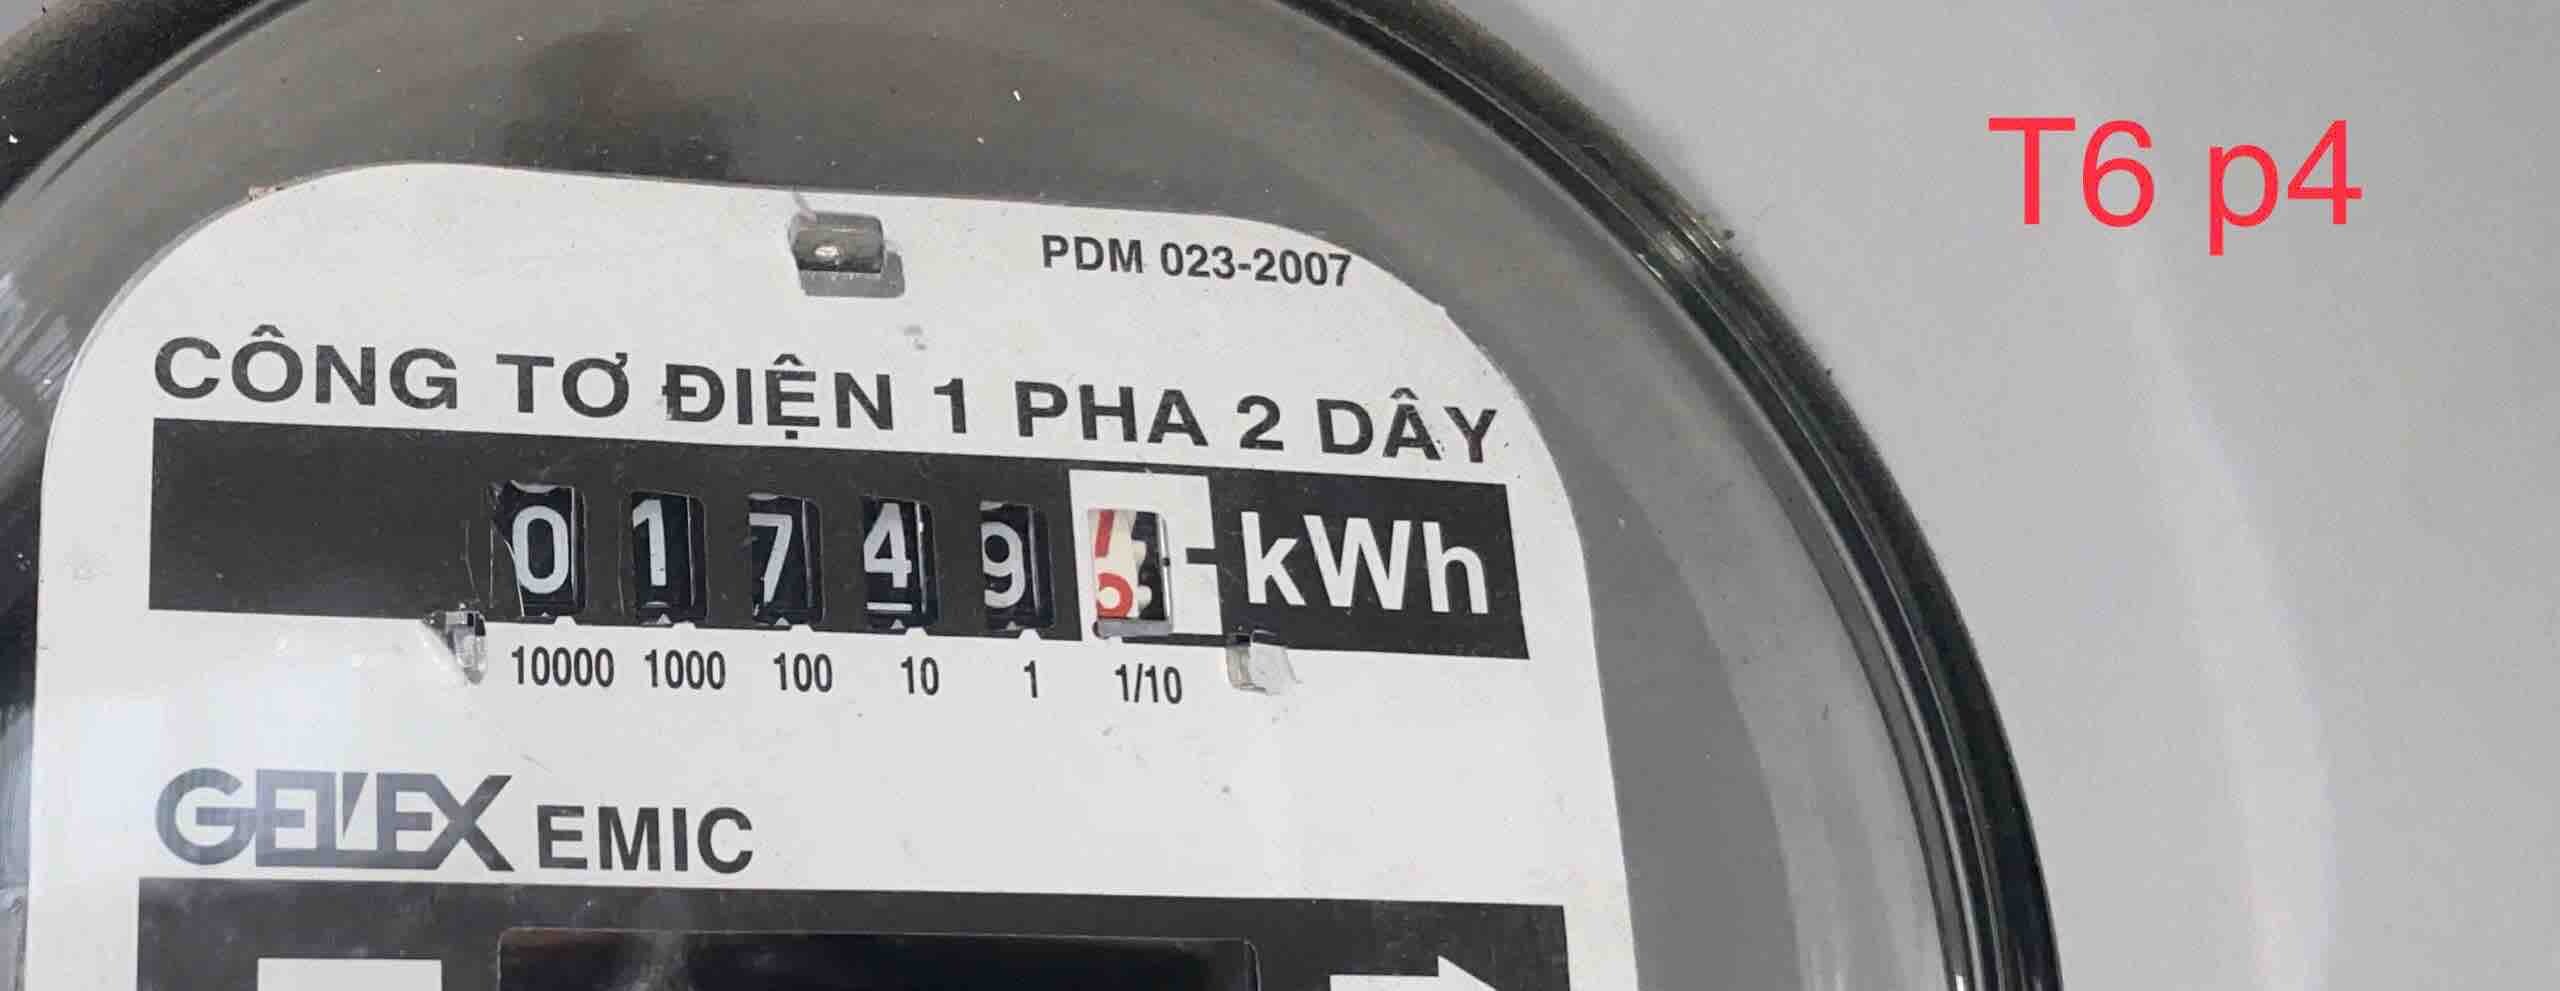 T6 p4
PDM 023-2007
CÔNG TƠ ĐIỆN 1 PHA 2 DÂY
01749 kWh
10000 1000 100 10 1 1/10
GELEX EMIC